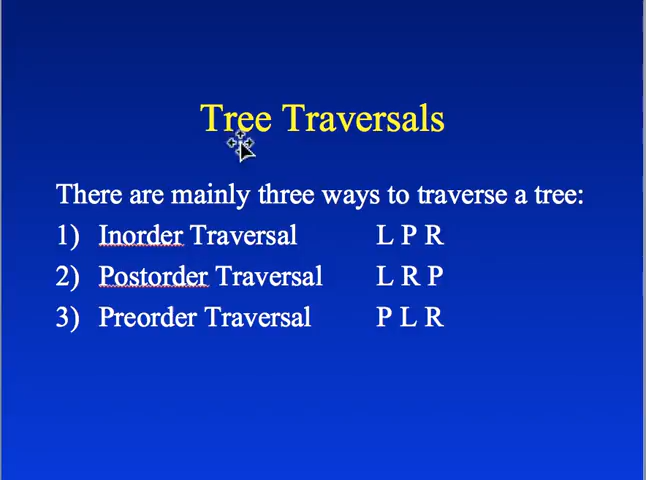 Tree Traversals
There are mainly three ways to traverse a tree:
1) Inorder Traversal L P R
2) Postorder Traversal L R P
3) Preorder Traversal P L R